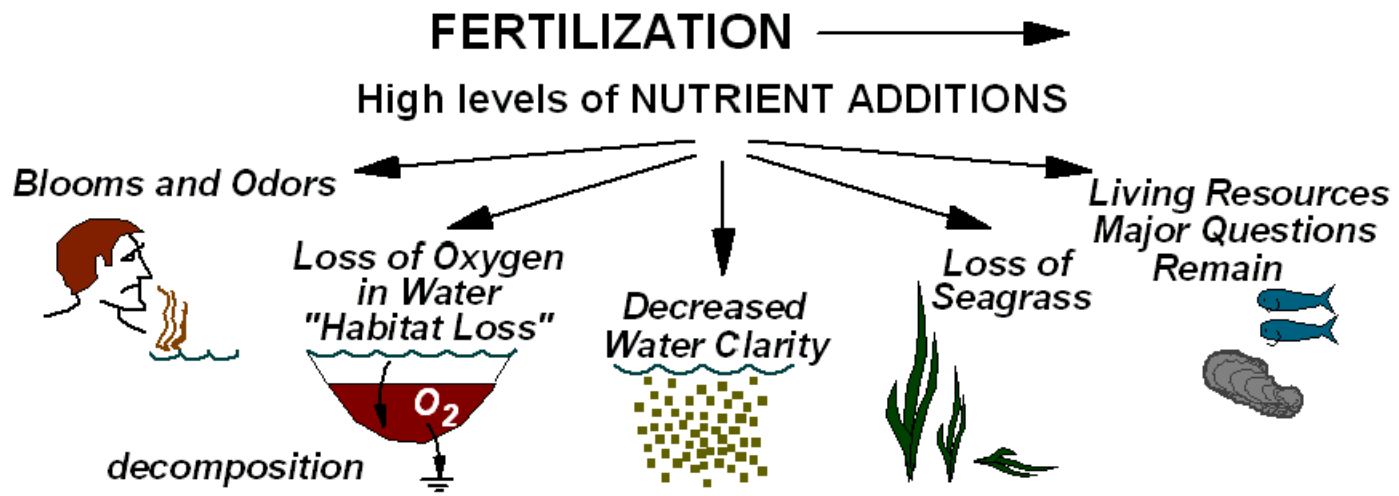 FERTILIZATION
High levels of NUTRIENT ADDITIONS
Blooms and Odors
Loss of Oxygen
in Water
"Habitat Loss"
O2
decomposition
Decreased
Water Clarity
Loss of
Seagrass
Living Resources
Major Questions
Remain